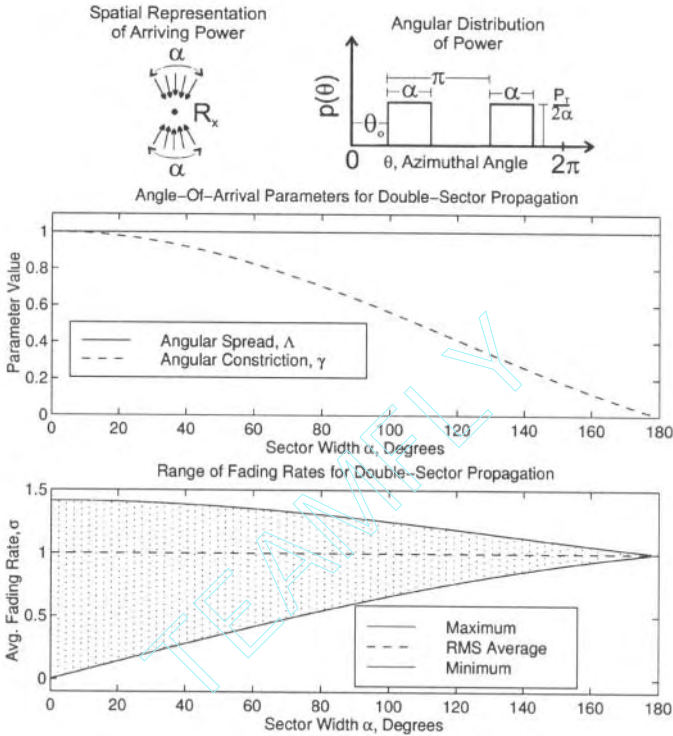 Spatial Representation
of Arriving Power
α
Rx
α
Angular Distribution
of Power
p(θ)
π
α
α
θo
PT
2α
0
θ, Azimuthal Angle
2π
Angle-Of-Arrival Parameters for Double-Sector Propagation
Parameter Value
1
0.8
0.6
0.4
0.2
0
Angular Spread, Λ
Angular Constriction, γ
0 20 40 60 80 100 120 140 160 180
Sector Width α, Degrees
Range of Fading Rates for Double-Sector Propagation
Avg. Fading Rate,σ
1.5
1
0.5
0
Maximum
RMS Average
Minimum
0 20 40 60 80 100 120 140 160 180
Sector Width α, Degrees
TEAMFLY